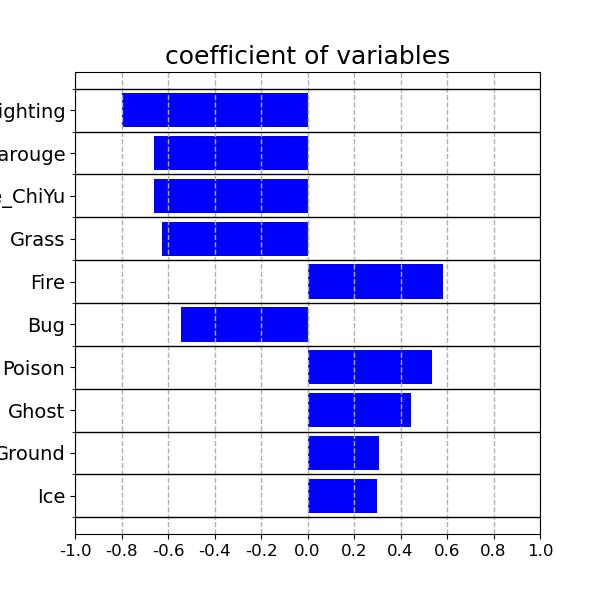 coefficient of variables
ighting
arouge
e_ChiYu
Grass
Fire
Bug
Poison
Ghost
Ground
Ice
-1.0 -0.8 -0.6 -0.4 -0.2 0.0 0.2 0.4 0.6 0.8 1.0